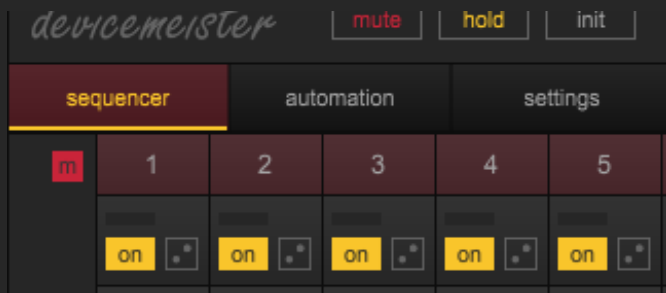 devicemeister mute hold init
sequencer automation settings
m 1 2 3 4 5
on on on on on